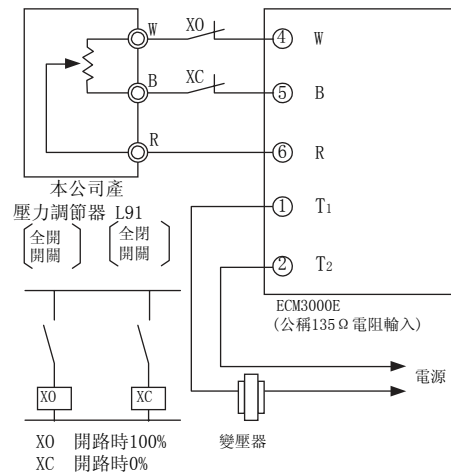 W XO ④ W
B XC ⑤ B
R ⑥ R
本公司產
壓力調節器 L91
① T1
全開
開關
全閉
開關
② T2
ECM3000E
(公稱135Ω電阻輸入)
電源
XO XC
變壓器
XO 開路時100%
XC 開路時0%